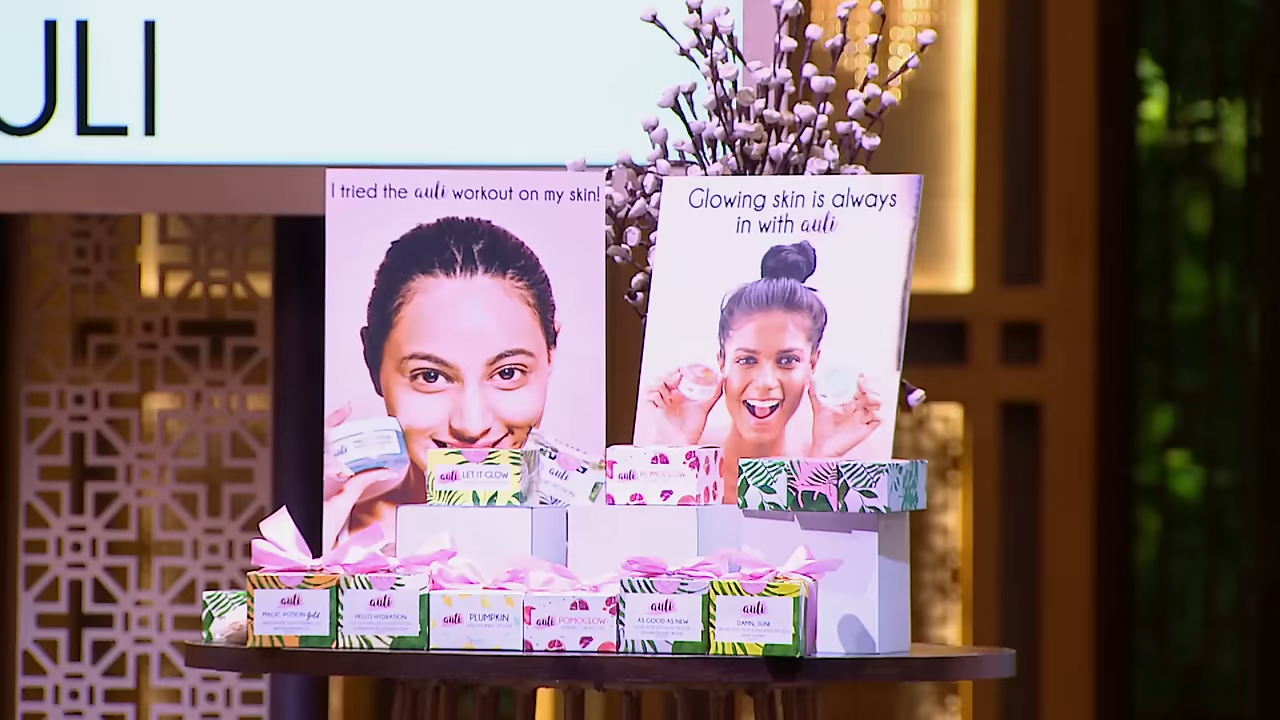 ULI
I tried the auli workout on my skin!
Glowing skin is always
in with auli
auli
auli LET IT GLOW
auli
auli POMOGLOW
auli
MAGIC POTION Gold
auli
HELLO HYDRATION
auli PLUMPKIN
auli POMOGLOW
auli
AS GOOD AS NEW
auli
DAMN, SUN!